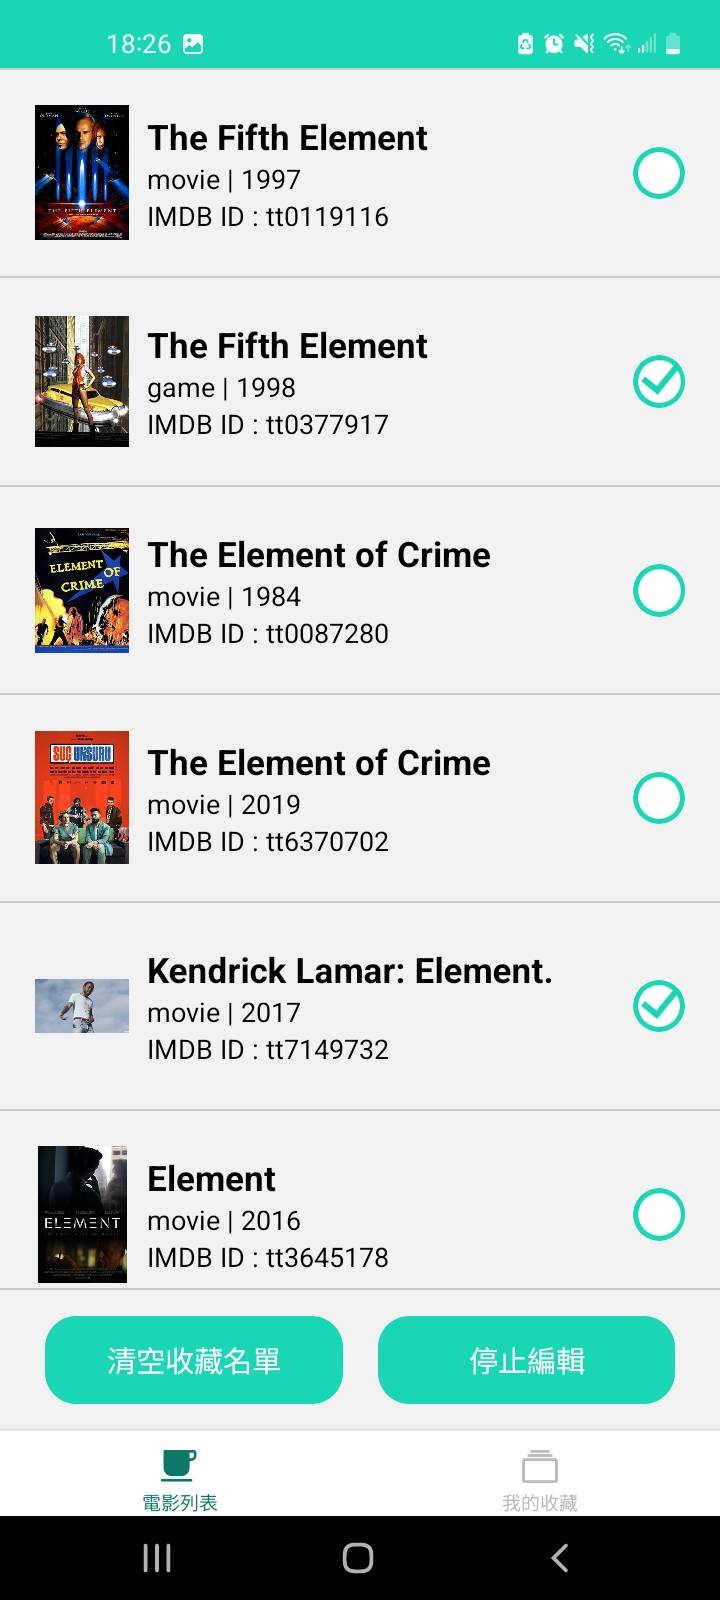 18:26
The Fifth Element
movie | 1997
IMDB ID : tt0119116
THE FIFTH ELEMENT
The Fifth Element
game | 1998
IMDB ID : tt0377917
ELEMENT
OF
CRIME
The Element of Crime
movie | 1984
IMDB ID : tt0087280
SUÇ UNSURU
The Element of Crime
movie | 2019
IMDB ID : tt6370702
Kendrick Lamar: Element.
movie | 2017
IMDB ID : tt7149732
ELEMENT
Element
movie | 2016
IMDB ID : tt3645178
清空收藏名單
停止編輯
電影列表
我的收藏